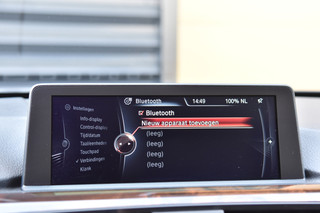 Bluetooth 14:49 100% NL
Instellingen
Info-display
Control-display
Tijd/datum
Taal/eenheden
Touchpad
Verbindingen
Klank
Bluetooth
Nieuw apparaat toevoegen
(leeg)
(leeg)
(leeg)
(leeg)